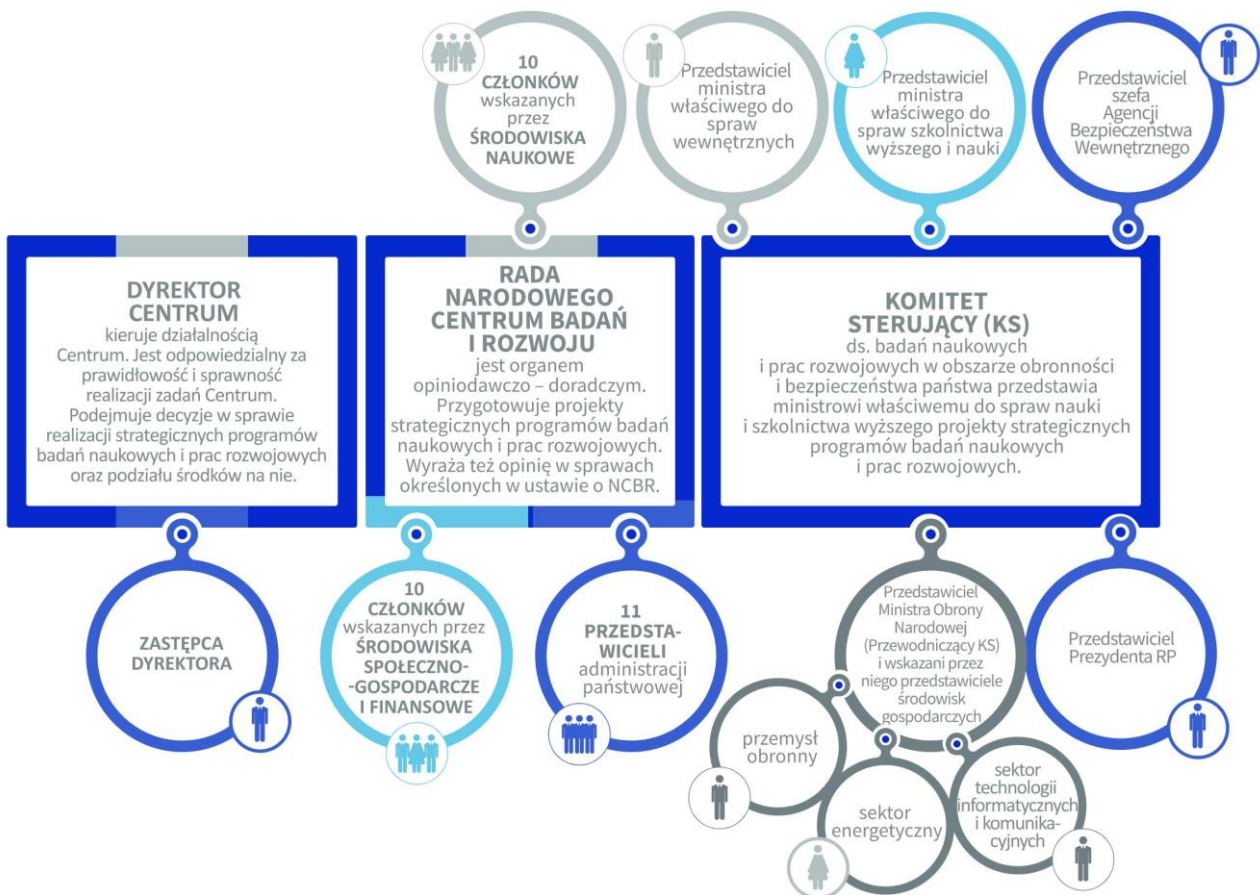 10
CZŁONKÓW
wskazanych
przez
ŚRODOWISKA
NAUKOWE
Przedstawiciel
ministra
właściwego do
spraw
wewnętrznych
Przedstawiciel
ministra
właściwego do
spraw szkolnictwa
wyższego i nauki
Przedstawiciel
szefa
Agencji
Bezpieczeństwa
Wewnętrznego
DYREKTOR
CENTRUM
kieruje działalnością
Centrum. Jest odpowiedzialny za
prawidłowość i sprawność
realizacji zadań Centrum.
Podejmuje decyzje w sprawie
realizacji strategicznych programów
badań naukowych i prac rozwojowych
oraz podziału środków na nie.
RADA
NARODOWEGO
CENTRUM BADAŃ
I ROZWOJU
jest organem
opiniodawczo – doradczym.
Przygotowuje projekty
strategicznych programów badań
naukowych i prac rozwojowych.
Wyraża też opinię w sprawach
określonych w ustawie o NCBR.
KOMITET
STERUJĄCY (KS)
ds. badań naukowych
i prac rozwojowych w obszarze obronności
i bezpieczeństwa państwa przedstawia
ministrowi właściwemu do spraw nauki
i szkolnictwa wyższego projekty strategicznych
programów badań naukowych
i prac rozwojowych.
ZASTĘPCA
DYREKTORA
10
CZŁONKÓW
wskazanych przez
ŚRODOWISKA
SPOŁECZNO-
-GOSPODARCZE
I FINANSOWE
11
PRZEDSTA-
WICIELI
administracji
państwowej
Przedstawiciel
Ministra Obrony
Narodowej
(Przewodniczący KS)
i wskazani przez
niego przedstawiciele
środowisk
gospodarczych
Przedstawiciel
Prezydenta RP
przemysł
obronny
sektor
energetyczny
sektor
technologii
informatycznych
i komunika-
cyjnych